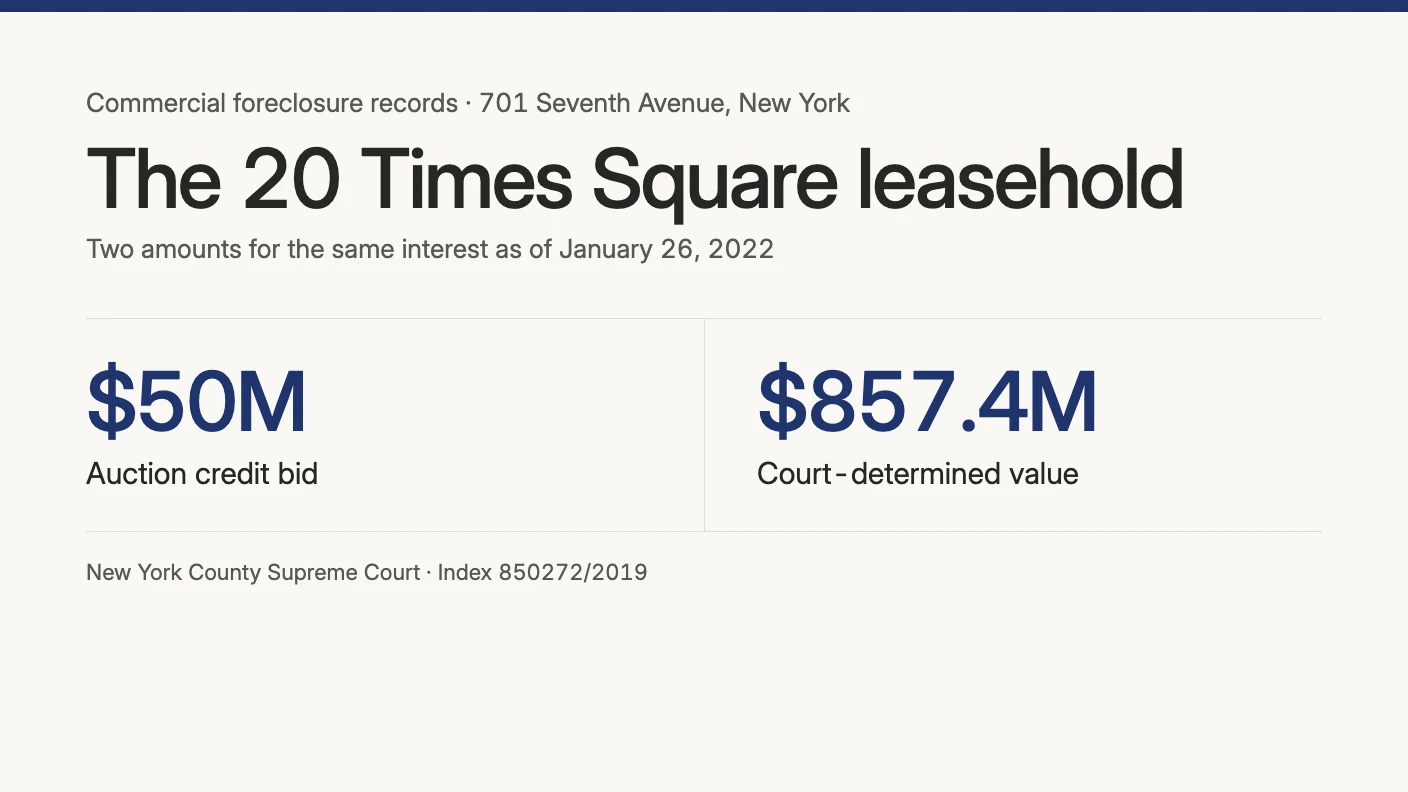 Commercial foreclosure records · 701 Seventh Avenue, New York
The 20 Times Square leasehold
Two amounts for the same interest as of January 26, 2022
$50M
Auction credit bid
$857.4M
Court-determined value
New York County Supreme Court · Index 850272/2019